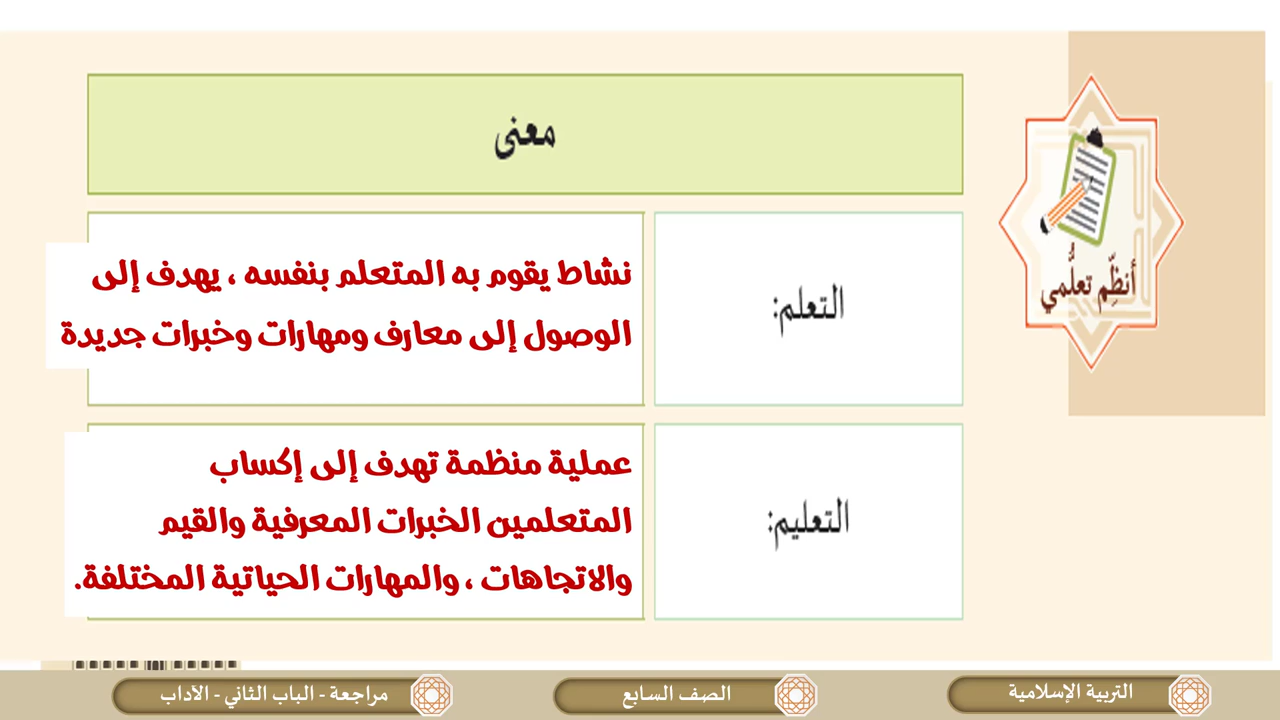 معنى
أنظِّم تعلُّمي
التعلم:
نشاط يقوم به المتعلم بنفسه ، يهدف إلى
الوصول إلى معارف ومهارات وخبرات جديدة
التعليم:
عملية منظمة تهدف إلى إكساب
المتعلمين الخبرات المعرفية والقيم
والاتجاهات ، والمهارات الحياتية المختلفة.
التربية الإسلامية
الصف السابع
مراجعة - الباب الثاني - الآداب